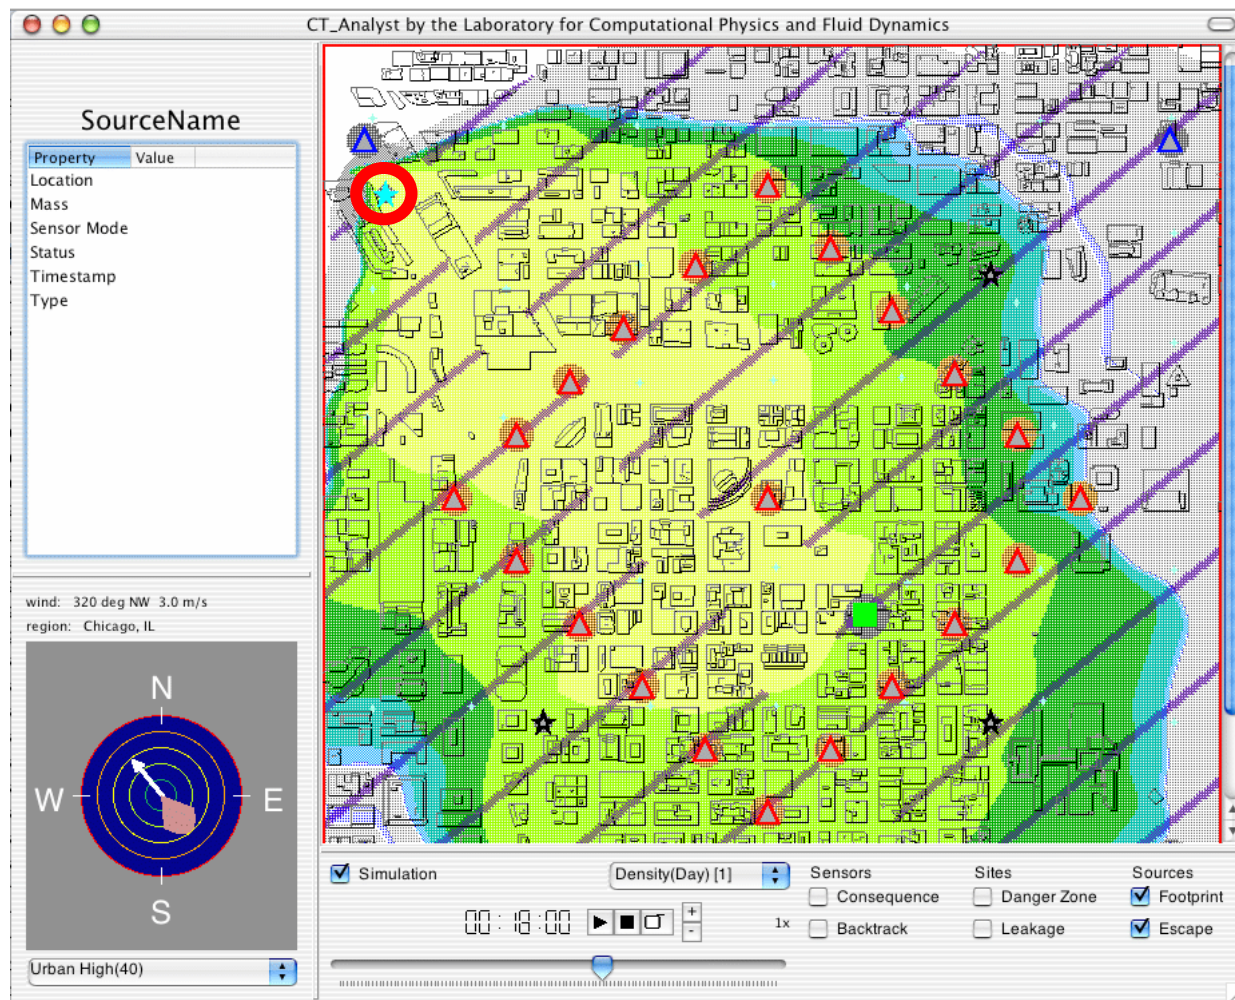 CT_Analyst by the Laboratory for Computational Physics and Fluid Dynamics
SourceName
Property Value
Location
Mass
Sensor Mode
Status
Timestamp
Type
wind: 320 deg NW 3.0 m/s
region: Chicago, IL
N
W E
S
Urban High(40)
Simulation
Density(Day) [1]
00:16:00
+
-
1x
Sensors
Consequence
Backtrack
Sites
Danger Zone
Leakage
Sources
Footprint
Escape